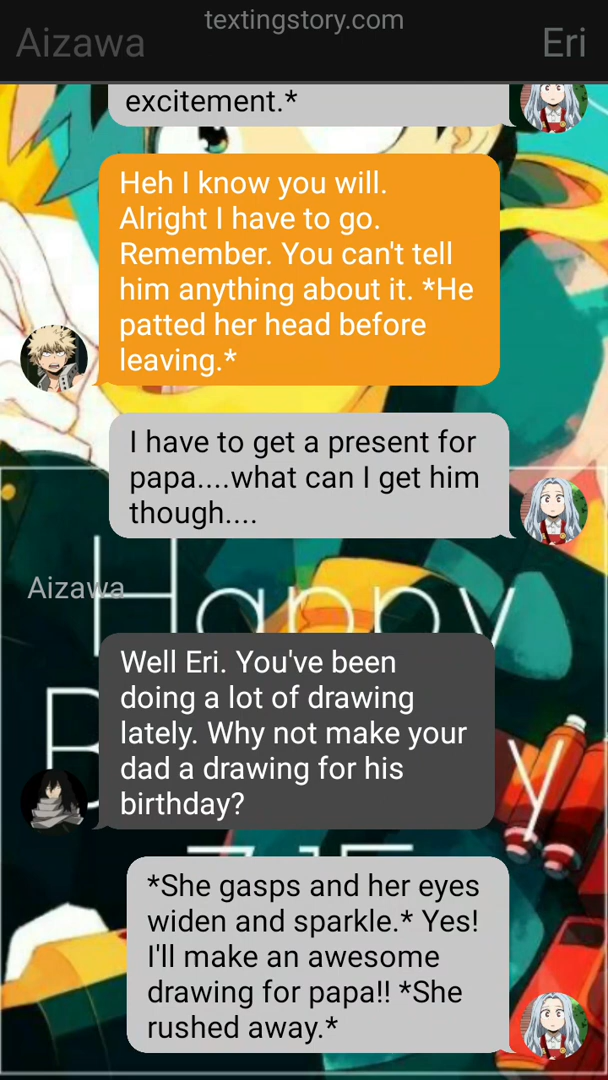 textingstory.com
Aizawa
Eri
excitement.*
Heh I know you will.
Alright I have to go.
Remember. You can't tell
him anything about it. *He
patted her head before
leaving.*
I have to get a present for
papa....what can I get him
though....
Aizawa
Happy
Well Eri. You've been
doing a lot of drawing
lately. Why not make your
dad a drawing for his
birthday?
*She gasps and her eyes
widen and sparkle.* Yes!
I'll make an awesome
drawing for papa!! *She
rushed away.*